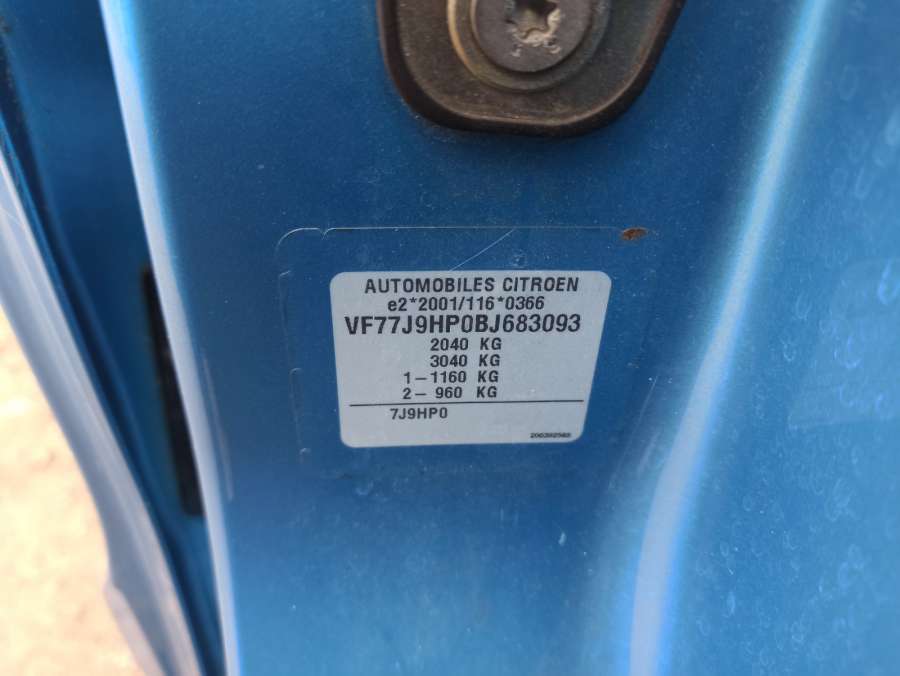 AUTOMOBILES CITROEN
e2*2001/116*0366
VF77J9HP0BJ683093
2040 KG
3040 KG
1-1160 KG
2- 960 KG
7J9HP0